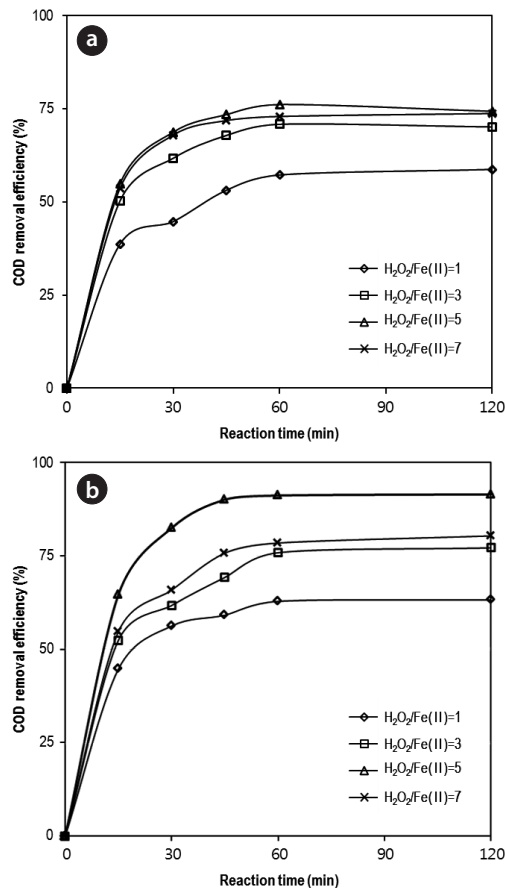 a
100
75
50
25
0
COD removal efficiency (%)
H₂O₂/Fe(II)=1
H₂O₂/Fe(II)=3
H₂O₂/Fe(II)=5
H₂O₂/Fe(II)=7
0 30 60 90 120
Reaction time (min)
b
100
75
50
25
0
COD removal efficiency (%)
H₂O₂/Fe(II)=1
H₂O₂/Fe(II)=3
H₂O₂/Fe(II)=5
H₂O₂/Fe(II)=7
0 30 60 90 120
Reaction time (min)